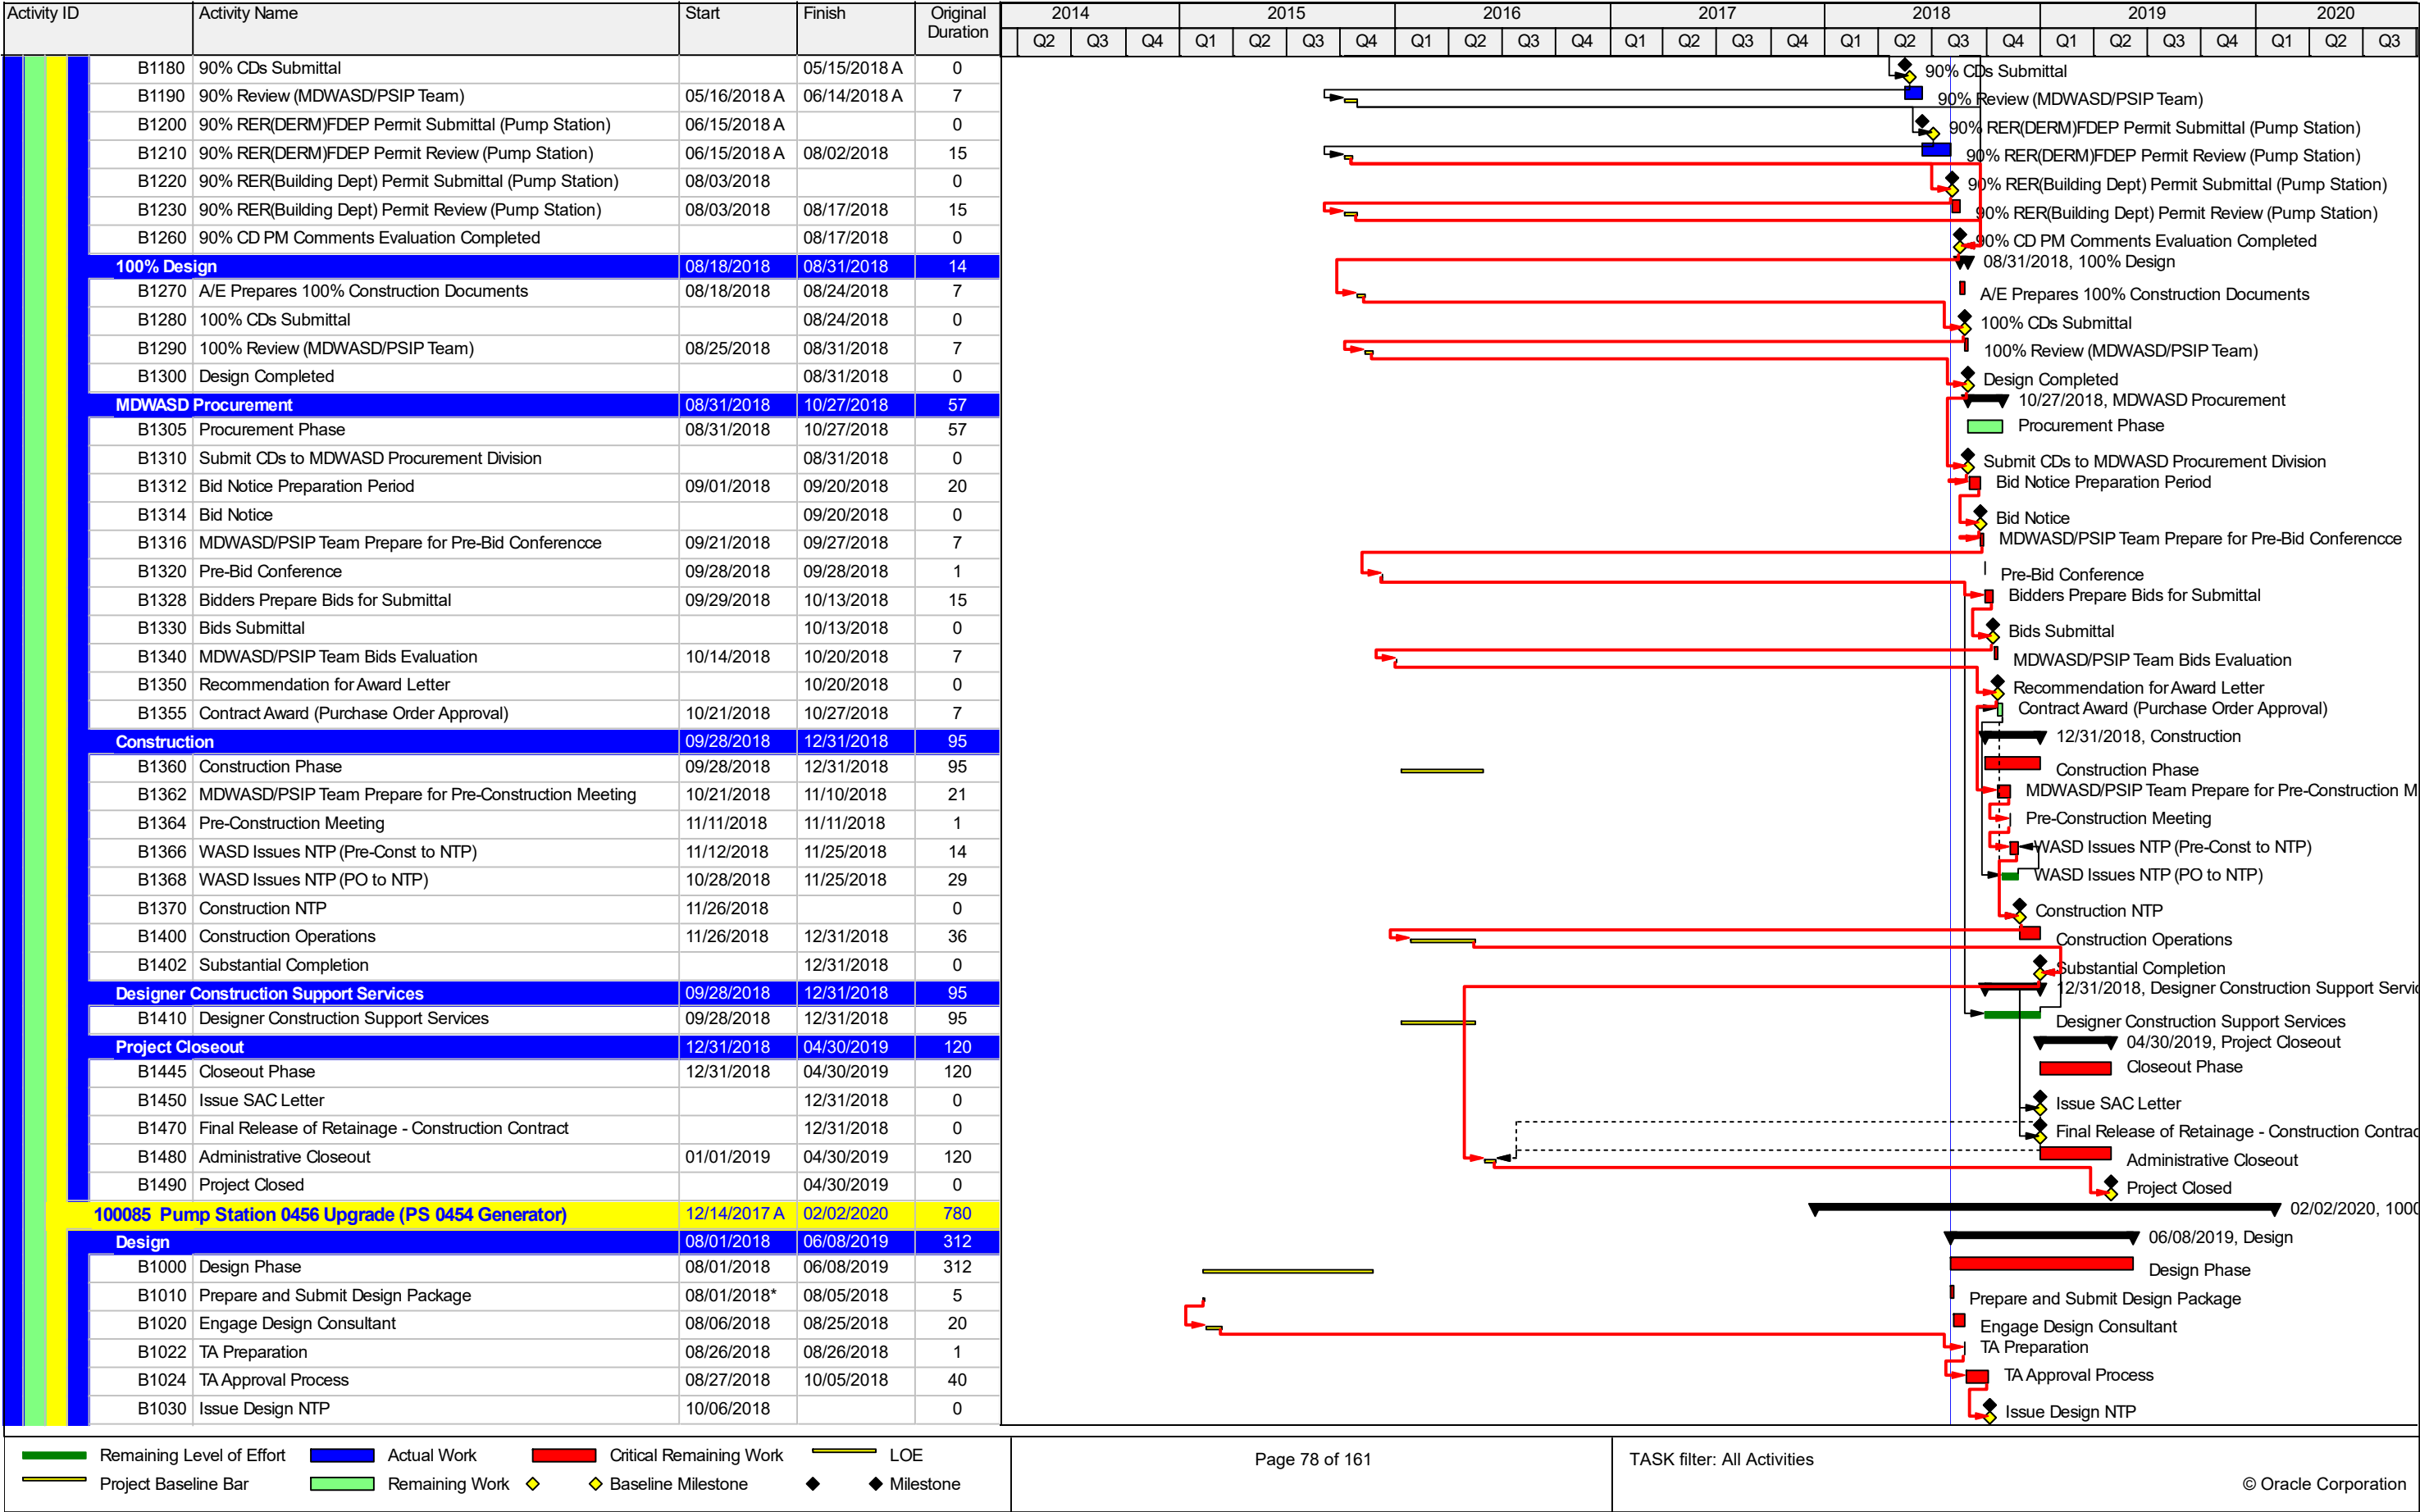 Activity ID Activity Name Start Finish Original Duration 2014 2015 2016 2017 2018 2019 2020
Q2 Q3 Q4 Q1 Q2 Q3 Q4 Q1 Q2 Q3 Q4 Q1 Q2 Q3 Q4 Q1 Q2 Q3 Q4 Q1 Q2 Q3 Q4 Q1 Q2 Q3
B1180 90% CDs Submittal 05/15/2018 A 0 90% CDs Submittal
B1190 90% Review (MDWASD/PSIP Team) 05/16/2018 A 06/14/2018 A 7 90% Review (MDWASD/PSIP Team)
B1200 90% RER(DERM)FDEP Permit Submittal (Pump Station) 06/15/2018 A 0 90% RER(DERM)FDEP Permit Submittal (Pump Station)
B1210 90% RER(DERM)FDEP Permit Review (Pump Station) 06/15/2018 A 08/02/2018 15 90% RER(DERM)FDEP Permit Review (Pump Station)
B1220 90% RER(Building Dept) Permit Submittal (Pump Station) 08/03/2018 0 90% RER(Building Dept) Permit Submittal (Pump Station)
B1230 90% RER(Building Dept) Permit Review (Pump Station) 08/03/2018 08/17/2018 15 90% RER(Building Dept) Permit Review (Pump Station)
B1260 90% CD PM Comments Evaluation Completed 08/17/2018 0 90% CD PM Comments Evaluation Completed
100% Design 08/18/2018 08/31/2018 14 08/31/2018, 100% Design
B1270 A/E Prepares 100% Construction Documents 08/18/2018 08/24/2018 7 A/E Prepares 100% Construction Documents
B1280 100% CDs Submittal 08/24/2018 0 100% CDs Submittal
B1290 100% Review (MDWASD/PSIP Team) 08/25/2018 08/31/2018 7 100% Review (MDWASD/PSIP Team)
B1300 Design Completed 08/31/2018 0 Design Completed
MDWASD Procurement 08/31/2018 10/27/2018 57 10/27/2018, MDWASD Procurement
B1305 Procurement Phase 08/31/2018 10/27/2018 57 Procurement Phase
B1310 Submit CDs to MDWASD Procurement Division 08/31/2018 0 Submit CDs to MDWASD Procurement Division
B1312 Bid Notice Preparation Period 09/01/2018 09/20/2018 20 Bid Notice Preparation Period
B1314 Bid Notice 09/20/2018 0 Bid Notice
B1316 MDWASD/PSIP Team Prepare for Pre-Bid Conferencce 09/21/2018 09/27/2018 7 MDWASD/PSIP Team Prepare for Pre-Bid Conferencce
B1320 Pre-Bid Conference 09/28/2018 09/28/2018 1 Pre-Bid Conference
B1328 Bidders Prepare Bids for Submittal 09/29/2018 10/13/2018 15 Bidders Prepare Bids for Submittal
B1330 Bids Submittal 10/13/2018 0 Bids Submittal
B1340 MDWASD/PSIP Team Bids Evaluation 10/14/2018 10/20/2018 7 MDWASD/PSIP Team Bids Evaluation
B1350 Recommendation for Award Letter 10/20/2018 0 Recommendation for Award Letter
B1355 Contract Award (Purchase Order Approval) 10/21/2018 10/27/2018 7 Contract Award (Purchase Order Approval)
Construction 09/28/2018 12/31/2018 95 12/31/2018, Construction
B1360 Construction Phase 09/28/2018 12/31/2018 95 Construction Phase
B1362 MDWASD/PSIP Team Prepare for Pre-Construction Meeting 10/21/2018 11/10/2018 21 MDWASD/PSIP Team Prepare for Pre-Construction M
B1364 Pre-Construction Meeting 11/11/2018 11/11/2018 1 Pre-Construction Meeting
B1366 WASD Issues NTP (Pre-Const to NTP) 11/12/2018 11/25/2018 14 WASD Issues NTP (Pre-Const to NTP)
B1368 WASD Issues NTP (PO to NTP) 10/28/2018 11/25/2018 29 WASD Issues NTP (PO to NTP)
B1370 Construction NTP 11/26/2018 0 Construction NTP
B1400 Construction Operations 11/26/2018 12/31/2018 36 Construction Operations
B1402 Substantial Completion 12/31/2018 0 Substantial Completion
Designer Construction Support Services 09/28/2018 12/31/2018 95 12/31/2018, Designer Construction Support Servic
B1410 Designer Construction Support Services 09/28/2018 12/31/2018 95 Designer Construction Support Services
Project Closeout 12/31/2018 04/30/2019 120 04/30/2019, Project Closeout
B1445 Closeout Phase 12/31/2018 04/30/2019 120 Closeout Phase
B1450 Issue SAC Letter 12/31/2018 0 Issue SAC Letter
B1470 Final Release of Retainage - Construction Contract 12/31/2018 0 Final Release of Retainage - Construction Contrac
B1480 Administrative Closeout 01/01/2019 04/30/2019 120 Administrative Closeout
B1490 Project Closed 04/30/2019 0 Project Closed
100085 Pump Station 0456 Upgrade (PS 0454 Generator) 12/14/2017 A 02/02/2020 780 02/02/2020, 1000
Design 08/01/2018 06/08/2019 312 06/08/2019, Design
B1000 Design Phase 08/01/2018 06/08/2019 312 Design Phase
B1010 Prepare and Submit Design Package 08/01/2018* 08/05/2018 5 Prepare and Submit Design Package
B1020 Engage Design Consultant 08/06/2018 08/25/2018 20 Engage Design Consultant
B1022 TA Preparation 08/26/2018 08/26/2018 1 TA Preparation
B1024 TA Approval Process 08/27/2018 10/05/2018 40 TA Approval Process
B1030 Issue Design NTP 10/06/2018 0 Issue Design NTP
Remaining Level of Effort Actual Work Critical Remaining Work LOE
Project Baseline Bar Remaining Work Baseline Milestone Milestone
Page 78 of 161
TASK filter: All Activities
© Oracle Corporation